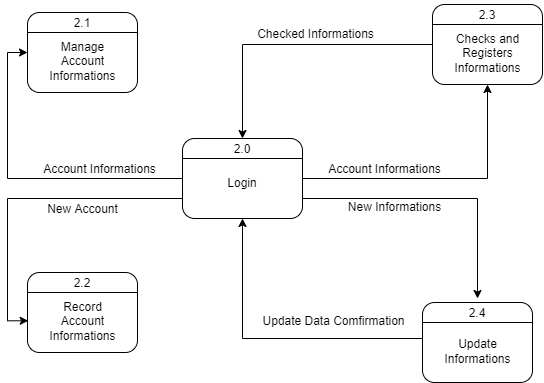 2.1
Manage
Account
Informations
Checked Informations
2.3
Checks and
Registers
Informations
2.0
Login
Account Informations
Account Informations
New Account
New Informations
2.2
Record
Account
Informations
Update Data Comfirmation
2.4
Update
Informations